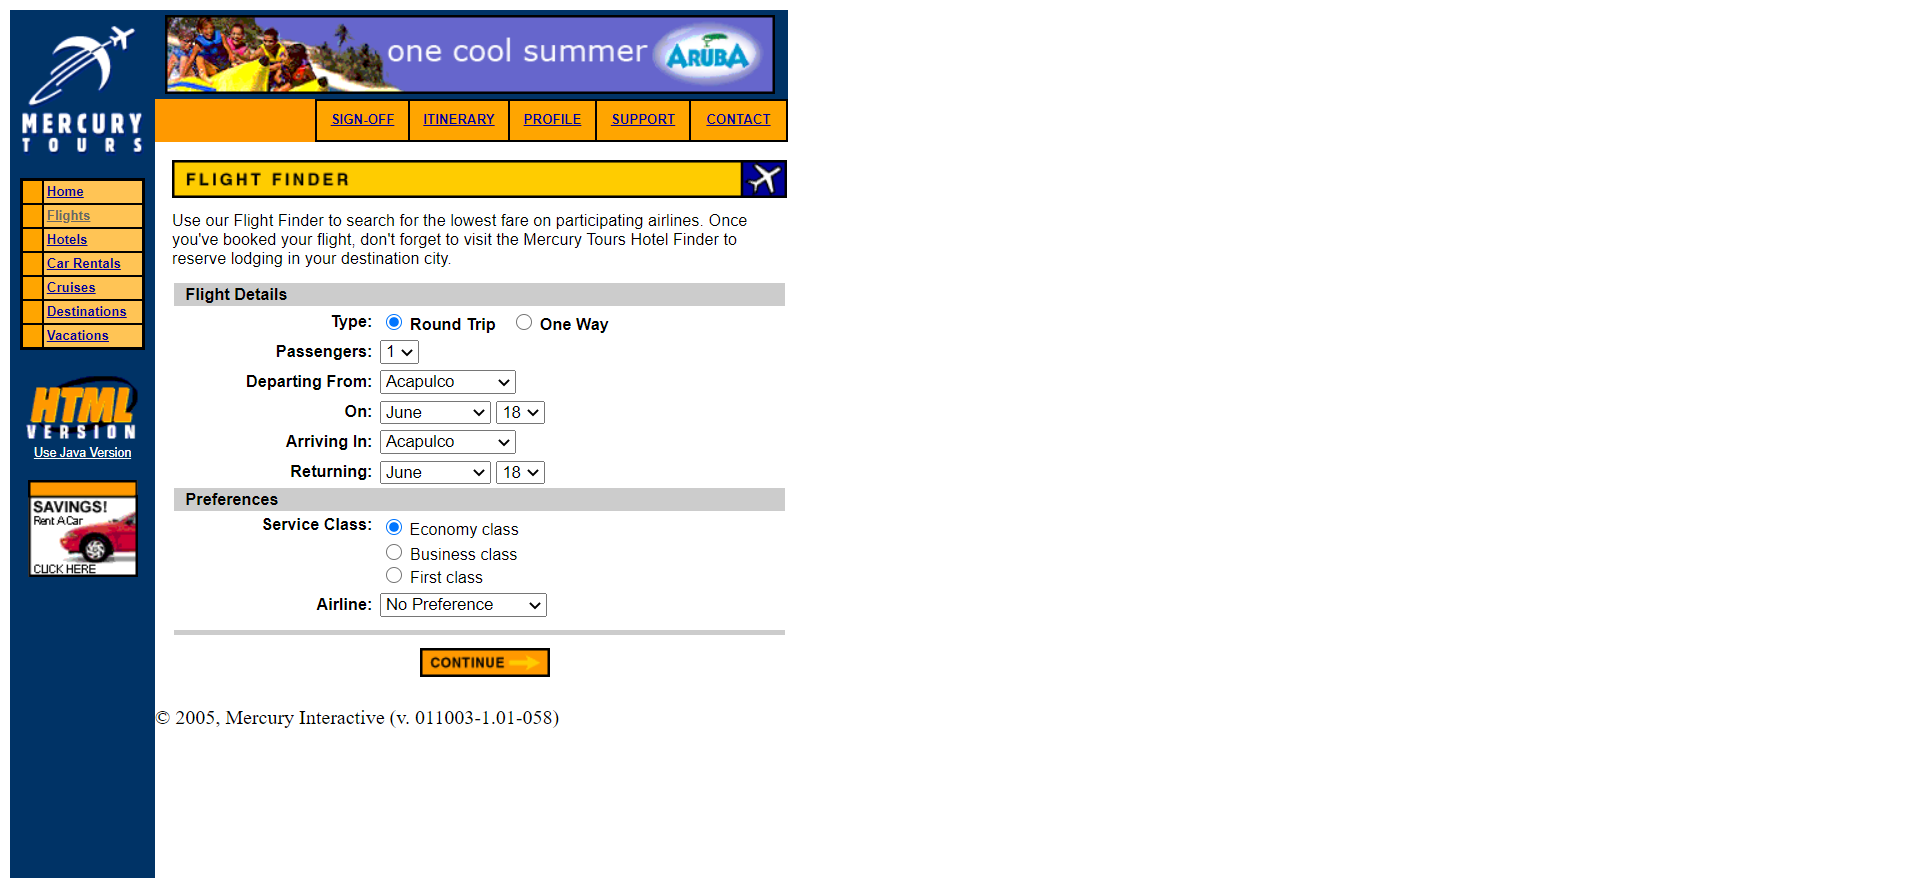 one cool summer ARUBA
MERCURY
TOURS
SIGN-OFF ITINERARY PROFILE SUPPORT CONTACT
FLIGHT FINDER
Home
Flights
Hotels
Car Rentals
Cruises
Destinations
Vacations
HTML
VERSION
Use Java Version
SAVINGS!
Rent A Car
CLICK HERE
Use our Flight Finder to search for the lowest fare on participating airlines. Once
you've booked your flight, don't forget to visit the Mercury Tours Hotel Finder to
reserve lodging in your destination city.
Flight Details
Type: Round Trip One Way
Passengers: 1
Departing From: Acapulco
On: June 18
Arriving In: Acapulco
Returning: June 18
Preferences
Service Class: Economy class
Business class
First class
Airline: No Preference
CONTINUE
© 2005, Mercury Interactive (v. 011003-1.01-058)